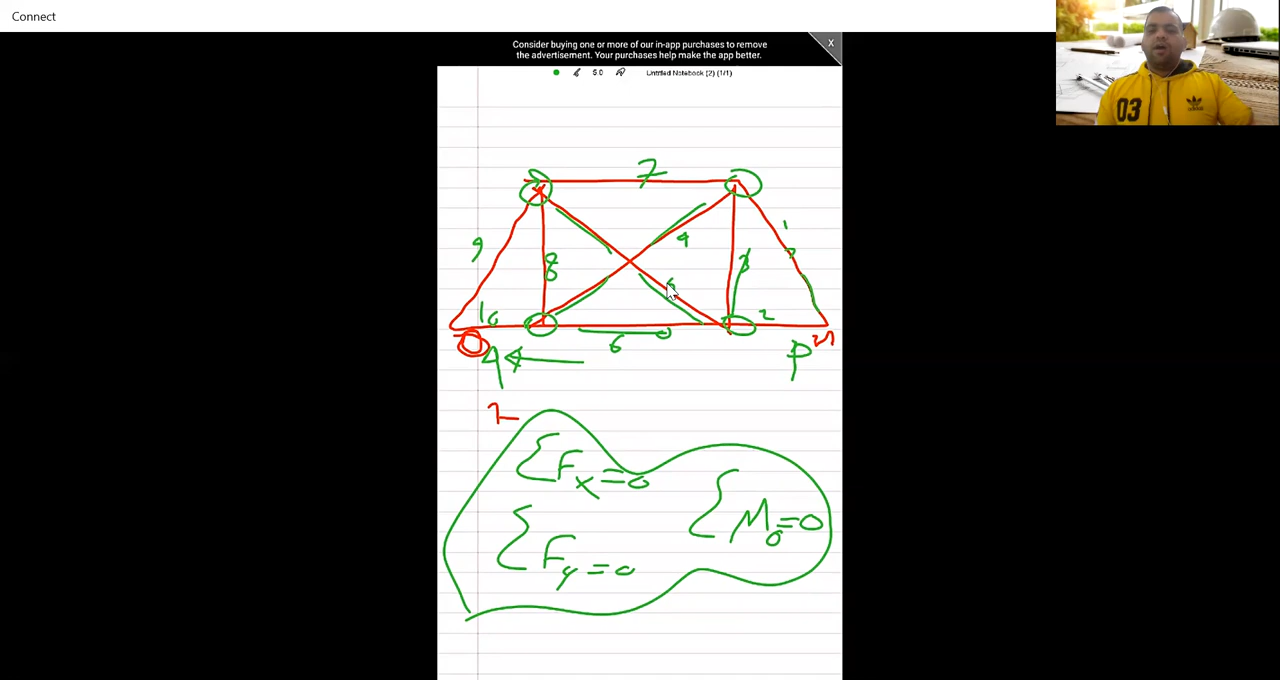 Connect
Consider buying one or more of our in-app purchases to remove
the advertisement. Your purchases help make the app better.
X
5.0 Untitled Notebook (2) (1/1)
03
7
4
9
8
3
1
10
2
6
P
ΣFx=0
ΣM₀=0
ΣFy=0